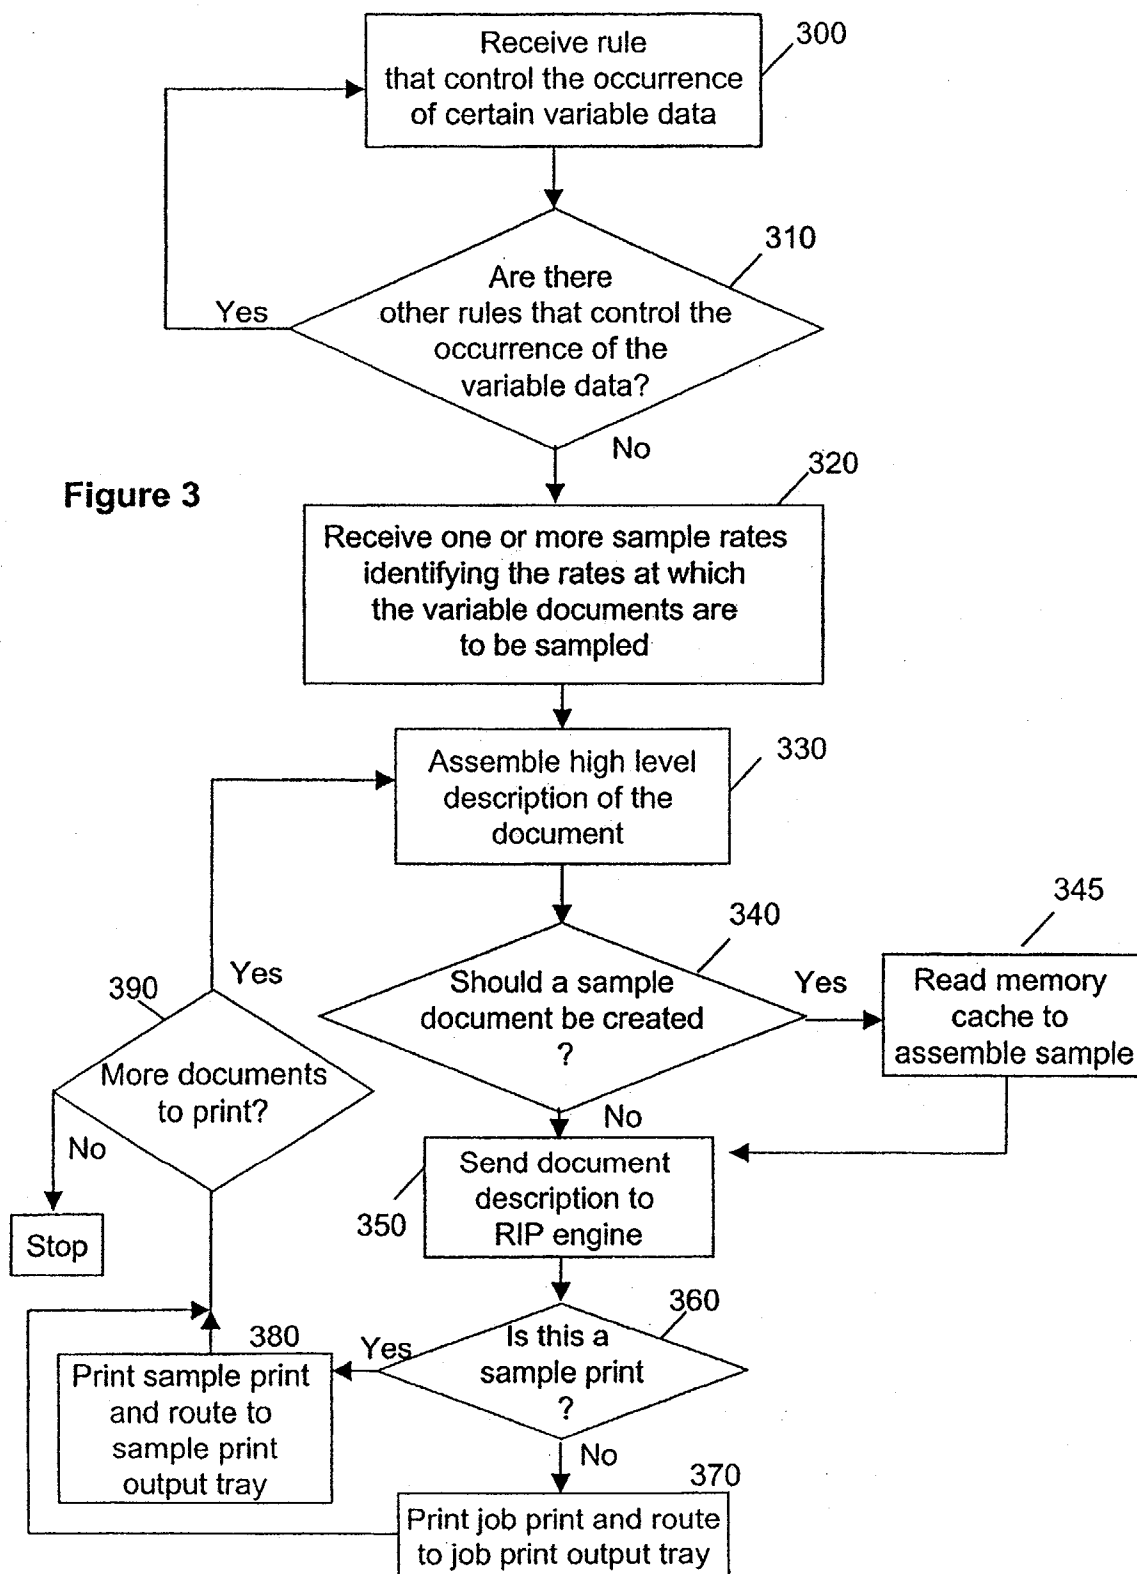 Receive rule
that control the occurrence
of certain variable data
300
310
Are there
other rules that control the
occurrence of the
variable data?
Yes
No
Figure 3
320
Receive one or more sample rates
identifying the rates at which
the variable documents are
to be sampled
330
Assemble high level
description of the
document
340
Should a sample
document be created
?
Yes
345
Read memory
cache to
assemble sample
No
390
Yes
More documents
to print?
No
Stop
350
Send document
description to
RIP engine
360
Is this a
sample print
?
Yes
380
Print sample print
and route to
sample print
output tray
No
370
Print job print and route
to job print output tray